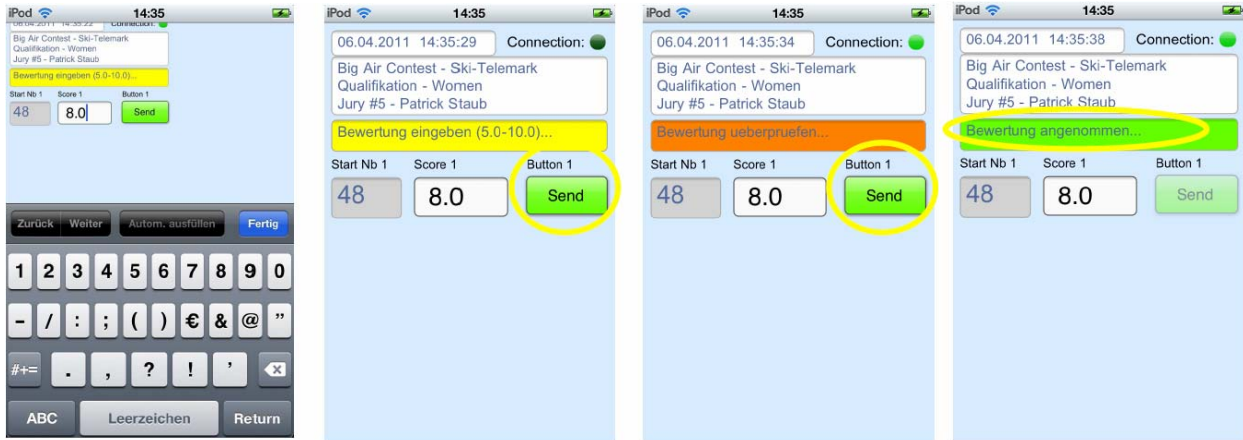 iPod 14:35
06.04.2011 14:35:22 Connection:
Big Air Contest - Ski-Telemark
Qualifikation - Women
Jury #5 - Patrick Staub
Bewertung eingeben (5.0-10.0)...
Start Nb 1 Score 1 Button 1
48 8.0 Send
Zurück Weiter Autom. ausfüllen Fertig
1 2 3 4 5 6 7 8 9 0
- / : ; ( ) € & @ "
#+= . , ? ! '
ABC Leerzeichen Return
iPod 14:35
06.04.2011 14:35:29 Connection:
Big Air Contest - Ski-Telemark
Qualifikation - Women
Jury #5 - Patrick Staub
Bewertung eingeben (5.0-10.0)...
Start Nb 1 Score 1 Button 1
48 8.0 Send
iPod 14:35
06.04.2011 14:35:34 Connection:
Big Air Contest - Ski-Telemark
Qualifikation - Women
Jury #5 - Patrick Staub
Bewertung ueberpruefen...
Start Nb 1 Score 1 Button 1
48 8.0 Send
iPod 14:35
06.04.2011 14:35:38 Connection:
Big Air Contest - Ski-Telemark
Qualifikation - Women
Jury #5 - Patrick Staub
Bewertung angenommen...
Start Nb 1 Score 1 Button 1
48 8.0 Send